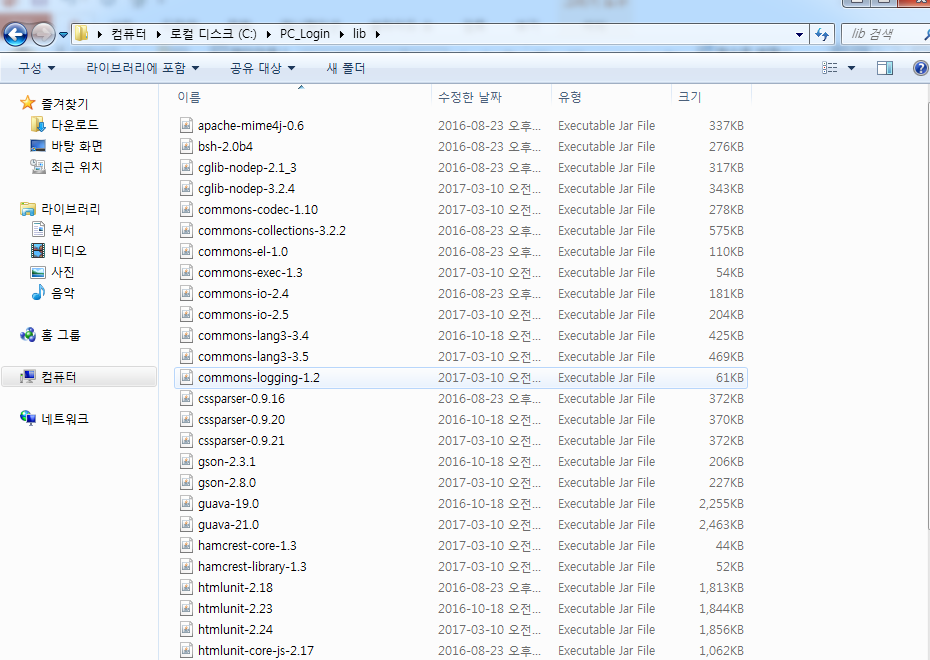 컴퓨터 로컬 디스크 (C:) PC_Login lib lib 검색
구성 라이브러리에 포함 공유 대상 새 폴더
즐겨찾기
다운로드
바탕 화면
최근 위치
라이브러리
문서
비디오
사진
음악
홈 그룹
컴퓨터
네트워크
이름 수정한 날짜 유형 크기
apache-mime4j-0.6 2016-08-23 오후... Executable Jar File 337KB
bsh-2.0b4 2016-08-23 오후... Executable Jar File 276KB
cglib-nodep-2.1_3 2016-08-23 오후... Executable Jar File 317KB
cglib-nodep-3.2.4 2017-03-10 오전... Executable Jar File 343KB
commons-codec-1.10 2017-03-10 오전... Executable Jar File 278KB
commons-collections-3.2.2 2016-08-23 오후... Executable Jar File 575KB
commons-el-1.0 2016-08-23 오후... Executable Jar File 110KB
commons-exec-1.3 2017-03-10 오전... Executable Jar File 54KB
commons-io-2.4 2016-08-23 오후... Executable Jar File 181KB
commons-io-2.5 2017-03-10 오전... Executable Jar File 204KB
commons-lang3-3.4 2016-10-18 오전... Executable Jar File 425KB
commons-lang3-3.5 2017-03-10 오전... Executable Jar File 469KB
commons-logging-1.2 2017-03-10 오전... Executable Jar File 61KB
cssparser-0.9.16 2016-08-23 오후... Executable Jar File 372KB
cssparser-0.9.20 2016-10-18 오전... Executable Jar File 370KB
cssparser-0.9.21 2017-03-10 오전... Executable Jar File 372KB
gson-2.3.1 2016-10-18 오전... Executable Jar File 206KB
gson-2.8.0 2017-03-10 오전... Executable Jar File 227KB
guava-19.0 2016-10-18 오전... Executable Jar File 2,255KB
guava-21.0 2017-03-10 오전... Executable Jar File 2,463KB
hamcrest-core-1.3 2017-03-10 오전... Executable Jar File 44KB
hamcrest-library-1.3 2017-03-10 오전... Executable Jar File 52KB
htmlunit-2.18 2016-08-23 오후... Executable Jar File 1,813KB
htmlunit-2.23 2016-10-18 오전... Executable Jar File 1,844KB
htmlunit-2.24 2017-03-10 오전... Executable Jar File 1,856KB
htmlunit-core-js-2.17 2016-08-23 오후... Executable Jar File 1,062KB